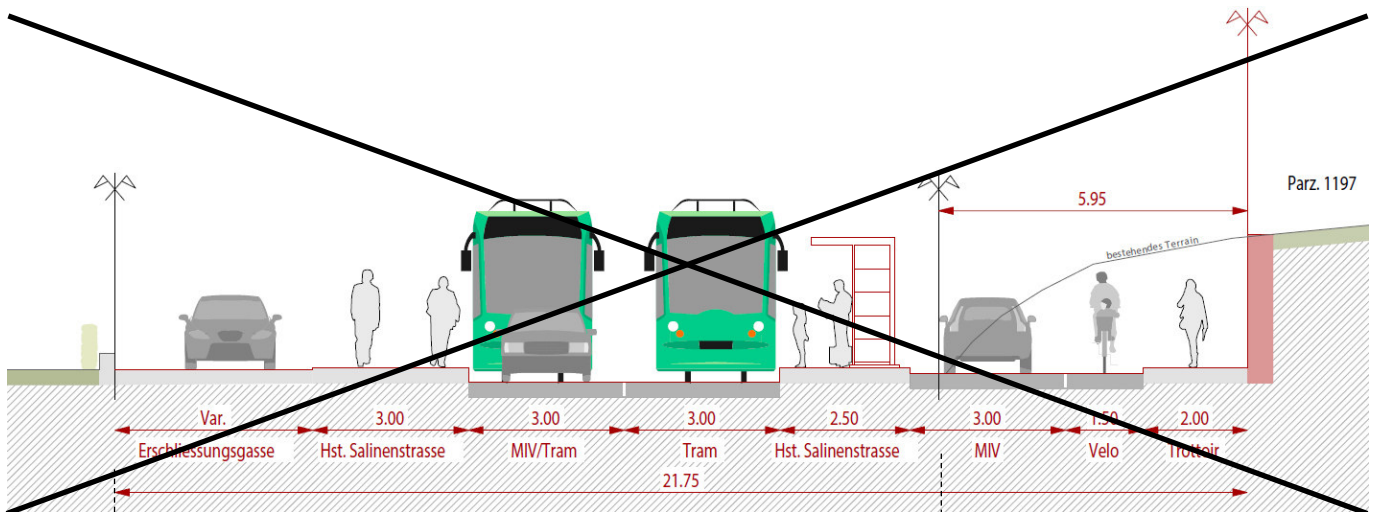 Parz. 1197
5.95
bestehendes Terrain
Var. 3.00 3.00 3.00 2.50 3.00 1.50 2.00
Erschliessungsgasse Hst. Salinenstrasse MIV/Tram Tram Hst. Salinenstrasse MIV Velo Trottoir
21.75